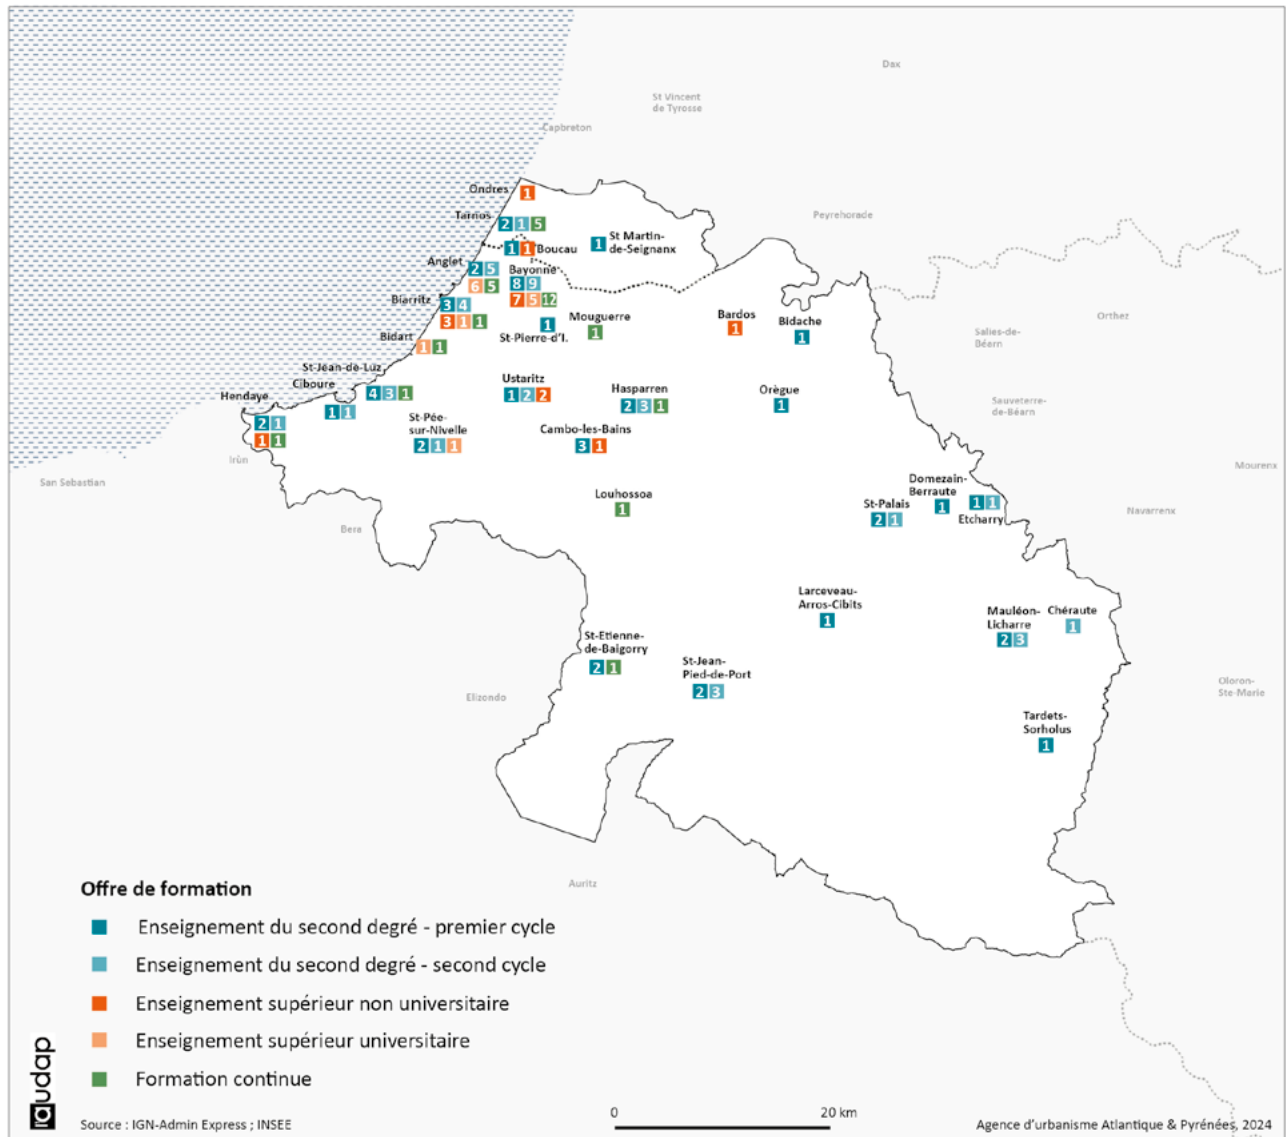 Dax
St Vincent
de Tyrosse
Capbreton
Ondres
1
Peyrehorade
Tarnos
2 1 5
1 1 Boucau
1 St Martin-
de-Seignanx
Anglet
2 5
6 5
Bayonne
8 9
7 5 12
Biarritz
3 4
3 1 1
Mouguerre
1
1
St-Pierre-d'I.
Bardos
1
Bidache
1
Orthez
Salies-de-
Béarn
Bidart
1 1
St-Jean-de-Luz
4 3 1
Ciboure
1 1
Hendaye
2 1
1 1
Ustaritz
1 2 2
Hasparren
2 3 1
Orègue
1
Sauveterre-
de-Béarn
St-Pée-
sur-Nivelle
2 1 1
Cambo-les-Bains
3 1
Irùn
San Sebastian
Mourenx
Louhossoa
1
Domezain-
Berraute
1
1 1
Etcharry
St-Palais
2 1
Navarrenx
Bera
Larceveau-
Arros-Cibits
1
Mauléon-
Licharre
2 3
Chéraute
1
St-Etienne-
de-Baigorry
2 1
St-Jean-
Pied-de-Port
2 3
Elizondo
Oloron-
Ste-Marie
Tardets-
Sorholus
1
Auritz
Offre de formation
Enseignement du second degré - premier cycle
Enseignement du second degré - second cycle
Enseignement supérieur non universitaire
Enseignement supérieur universitaire
Formation continue
audap
Source : IGN-Admin Express ; INSEE
0 20 km
Agence d'urbanisme Atlantique & Pyrénées, 2024